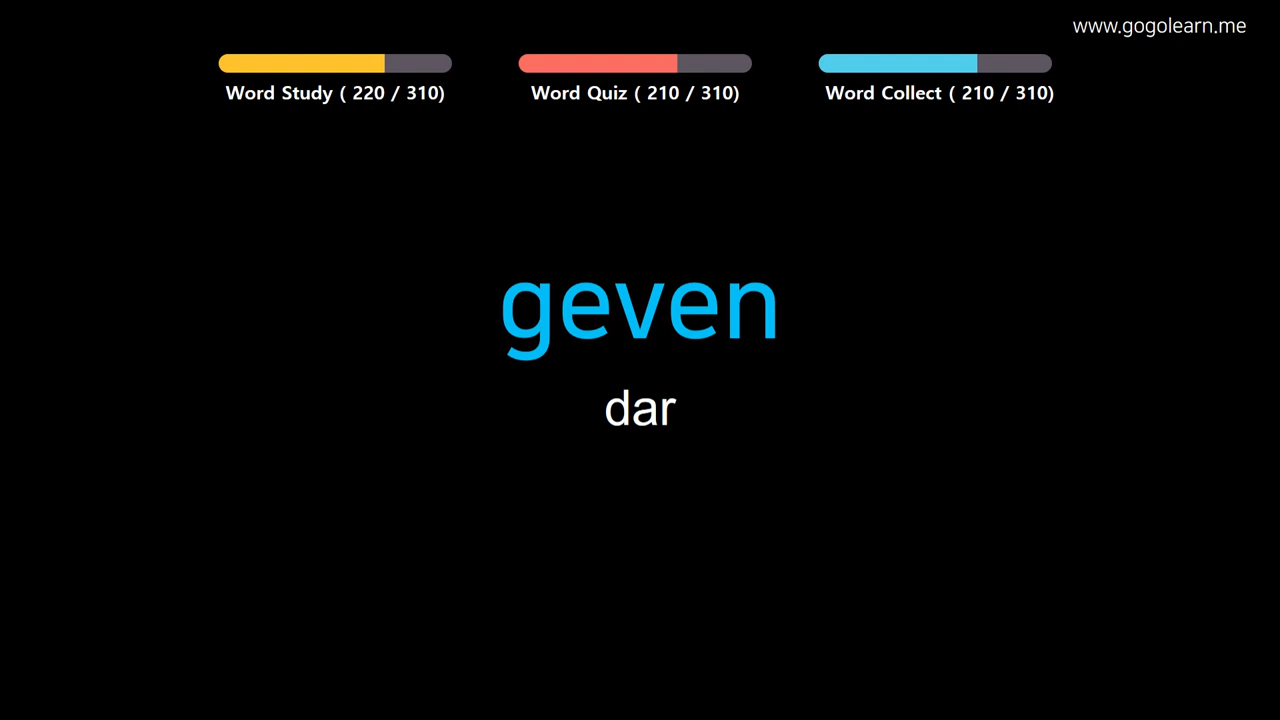 www.gogolearn.me
Word Study ( 220 / 310)
Word Quiz ( 210 / 310)
Word Collect ( 210 / 310)
geven
dar